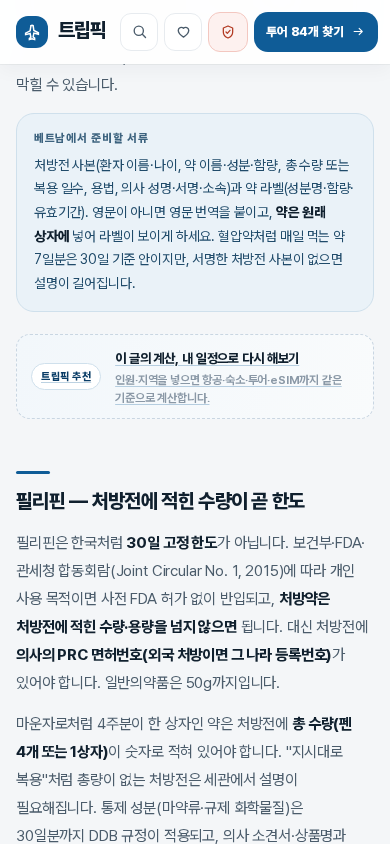 트립픽
투어 84개 찾기 →
막힐 수 있습니다.
베트남에서 준비할 서류
처방전 사본(환자 이름·나이, 약 이름·성분·함량, 총 수량 또는
복용 일수, 용법, 의사 성명·서명·소속)과 약 라벨(성분명·함량·
유효기간). 영문이 아니면 영문 번역을 붙이고, 약은 원래
상자에 넣어 라벨이 보이게 하세요. 혈압약처럼 매일 먹는 약
7일분은 30일 기준 안이지만, 서명한 처방전 사본이 없으면
설명이 길어집니다.
트립픽 추천
이 글의 계산, 내 일정으로 다시 해보기
인원·지역을 넣으면 항공·숙소·투어·eSIM까지 같은
기준으로 계산합니다.
필리핀 — 처방전에 적힌 수량이 곧 한도
필리핀은 한국처럼 30일 고정 한도가 아닙니다. 보건부·FDA·
관세청 합동회람(Joint Circular No. 1, 2015)에 따라 개인
사용 목적이면 사전 FDA 허가 없이 반입되고, 처방약은
처방전에 적힌 수량·용량을 넘지 않으면 됩니다. 대신 처방전에
의사의 PRC 면허번호(외국 처방이면 그 나라 등록번호)가
있어야 합니다. 일반의약품은 50g까지입니다.
마운자로처럼 4주분이 한 상자인 약은 처방전에 총 수량(펜
4개 또는 1상자)이 숫자로 적혀 있어야 합니다. "지시대로
복용"처럼 총량이 없는 처방전은 세관에서 설명이
필요해집니다. 통제 성분(마약류·규제 화학물질)은
30일분까지 DDB 규정이 적용되고, 의사 소견서·상품명과